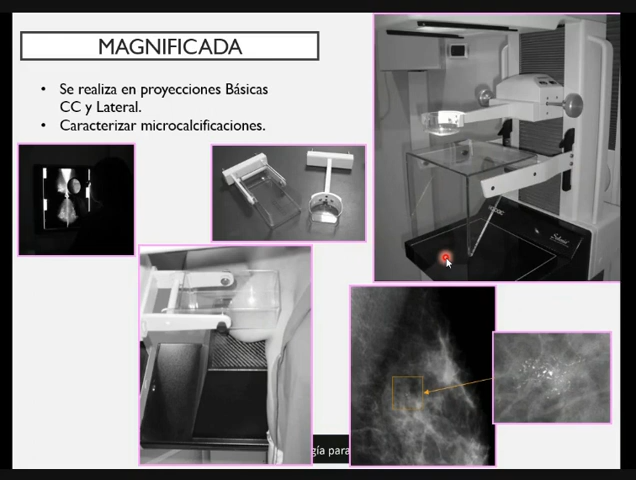 MAGNIFICADA
• Se realiza en proyecciones Básicas
CC y Lateral.
• Caracterizar microcalcificaciones.
gía para